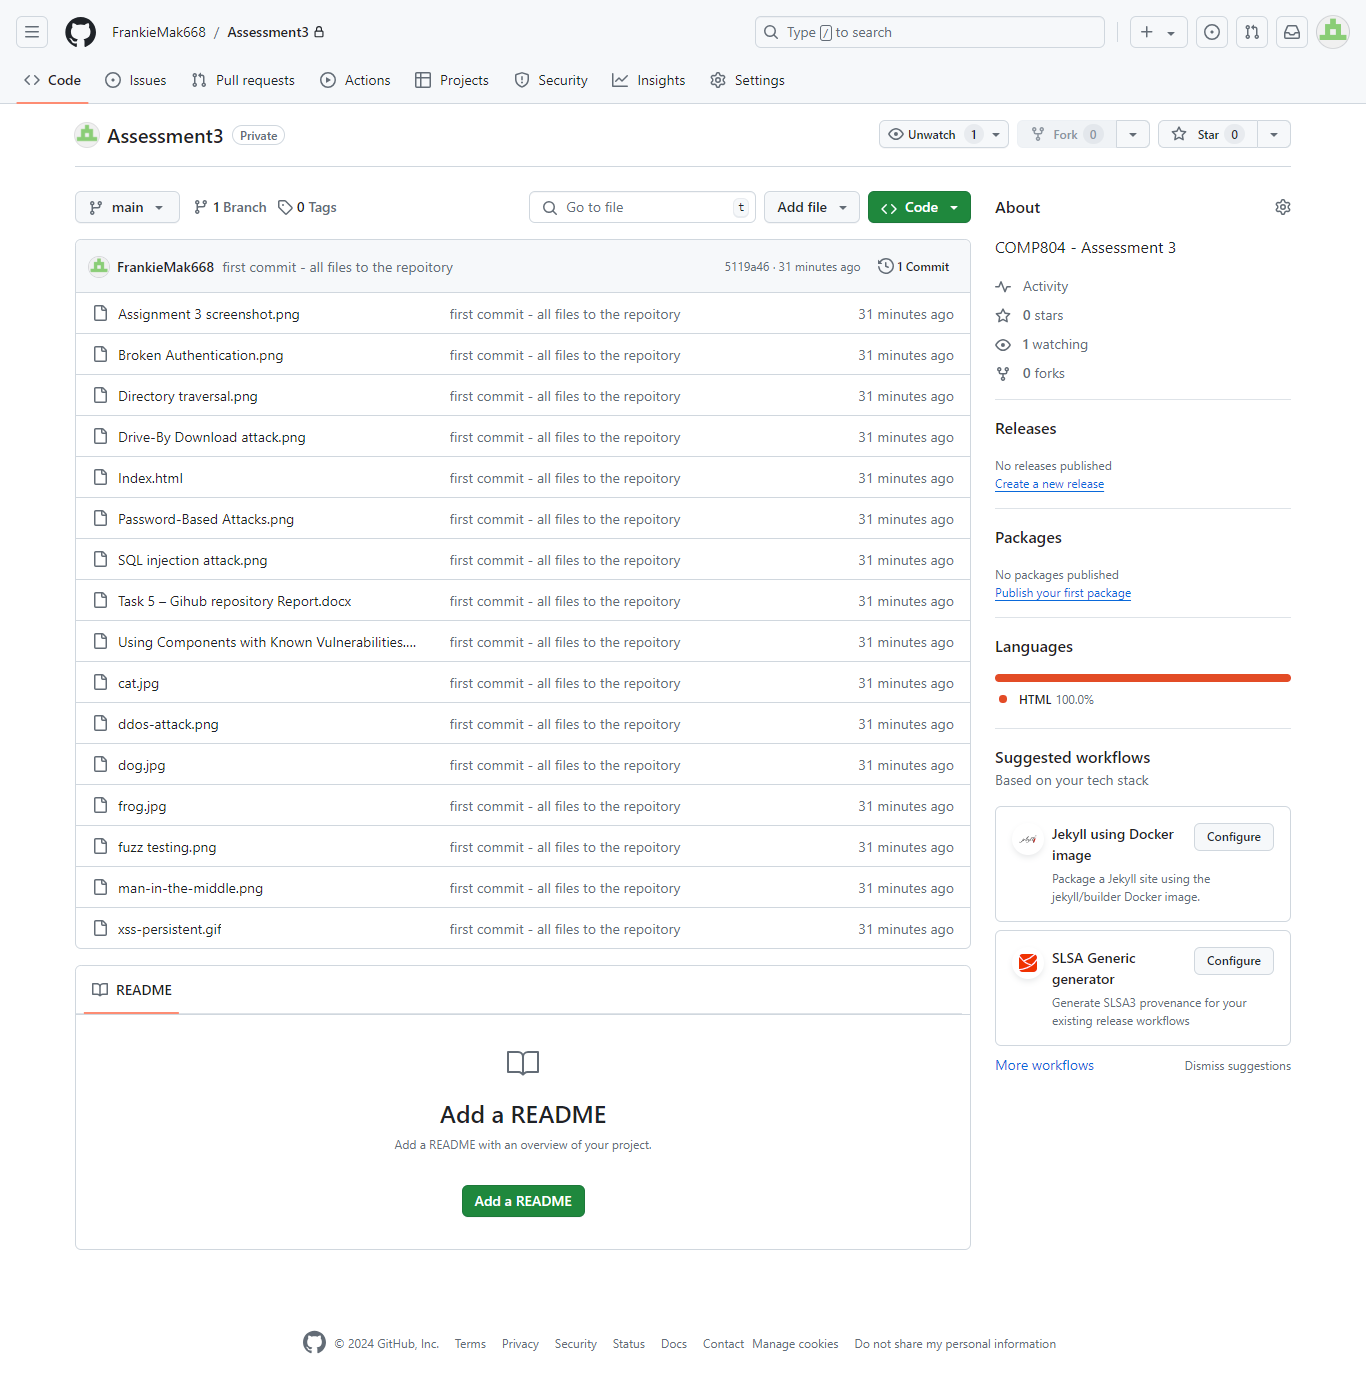 FrankieMak668 / Assessment3
Type / to search
Code Issues Pull requests Actions Projects Security Insights Settings
Assessment3 Private
Unwatch 1 Fork 0 Star 0
main 1 Branch 0 Tags
Go to file t Add file Code
FrankieMak668 first commit - all files to the repoitory 5119a46 · 31 minutes ago 1 Commit
Assignment 3 screenshot.png first commit - all files to the repoitory 31 minutes ago
Broken Authentication.png first commit - all files to the repoitory 31 minutes ago
Directory traversal.png first commit - all files to the repoitory 31 minutes ago
Drive-By Download attack.png first commit - all files to the repoitory 31 minutes ago
Index.html first commit - all files to the repoitory 31 minutes ago
Password-Based Attacks.png first commit - all files to the repoitory 31 minutes ago
SQL injection attack.png first commit - all files to the repoitory 31 minutes ago
Task 5 – Gihub repository Report.docx first commit - all files to the repoitory 31 minutes ago
Using Components with Known Vulnerabilities.... first commit - all files to the repoitory 31 minutes ago
cat.jpg first commit - all files to the repoitory 31 minutes ago
ddos-attack.png first commit - all files to the repoitory 31 minutes ago
dog.jpg first commit - all files to the repoitory 31 minutes ago
frog.jpg first commit - all files to the repoitory 31 minutes ago
fuzz testing.png first commit - all files to the repoitory 31 minutes ago
man-in-the-middle.png first commit - all files to the repoitory 31 minutes ago
xss-persistent.gif first commit - all files to the repoitory 31 minutes ago
README
Add a README
Add a README with an overview of your project.
Add a README
About
COMP804 - Assessment 3
Activity
0 stars
1 watching
0 forks
Releases
No releases published
Create a new release
Packages
No packages published
Publish your first package
Languages
HTML 100.0%
Suggested workflows
Based on your tech stack
Jekyll using Docker image Configure
Package a Jekyll site using the
jekyll/builder Docker image.
SLSA Generic generator Configure
Generate SLSA3 provenance for your
existing release workflows
More workflows Dismiss suggestions
© 2024 GitHub, Inc. Terms Privacy Security Status Docs Contact Manage cookies Do not share my personal information